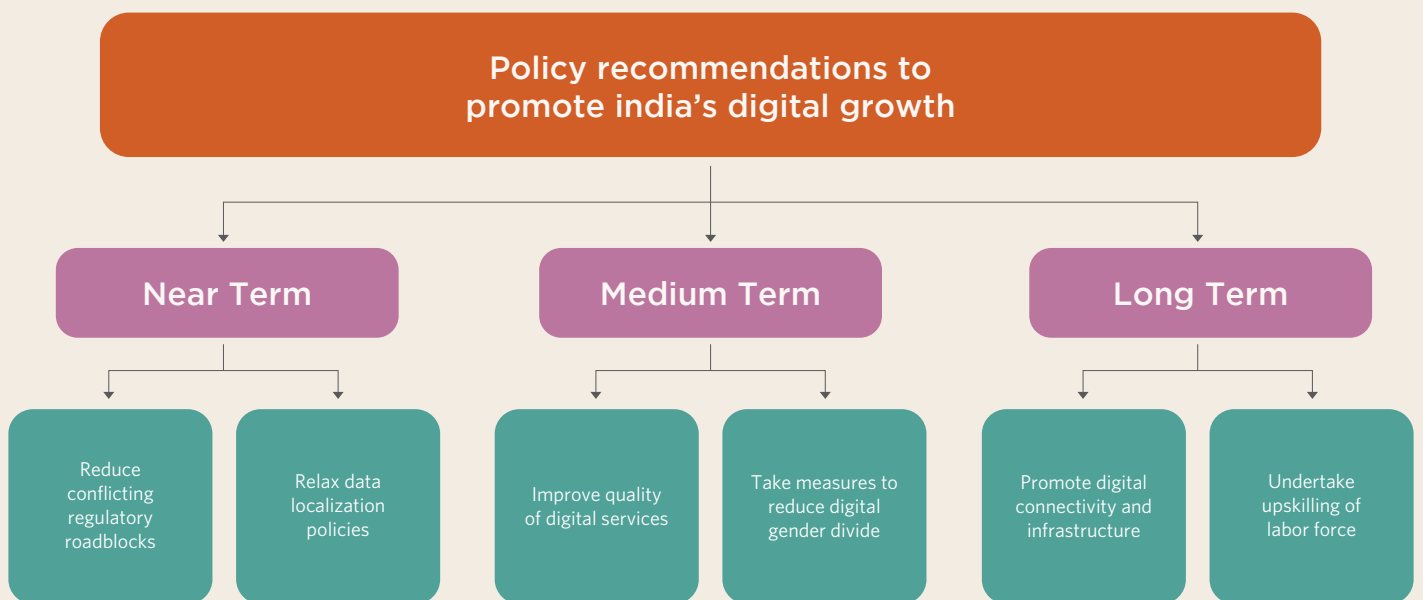 Policy recommendations to
promote india’s digital growth
Near Term
Medium Term
Long Term
Reduce
conflicting
regulatory
roadblocks
Relax data
localization
policies
Improve quality
of digital services
Take measures to
reduce digital
gender divide
Promote digital
connectivity and
infrastructure
Undertake
upskilling of
labor force